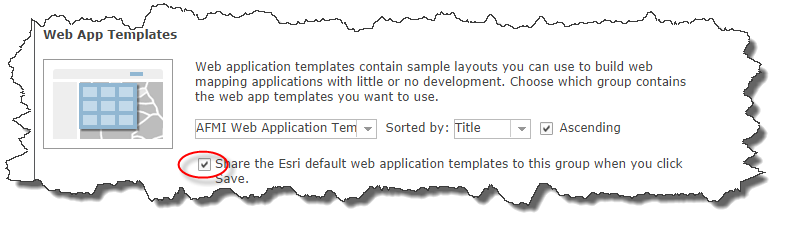 Web App Templates
Web application templates contain sample layouts you can use to build web
mapping applications with little or no development. Choose which group contains
the web app templates you want to use.
AFMI Web Application Tem Sorted by: Title Ascending
Share the Esri default web application templates to this group when you click
Save.